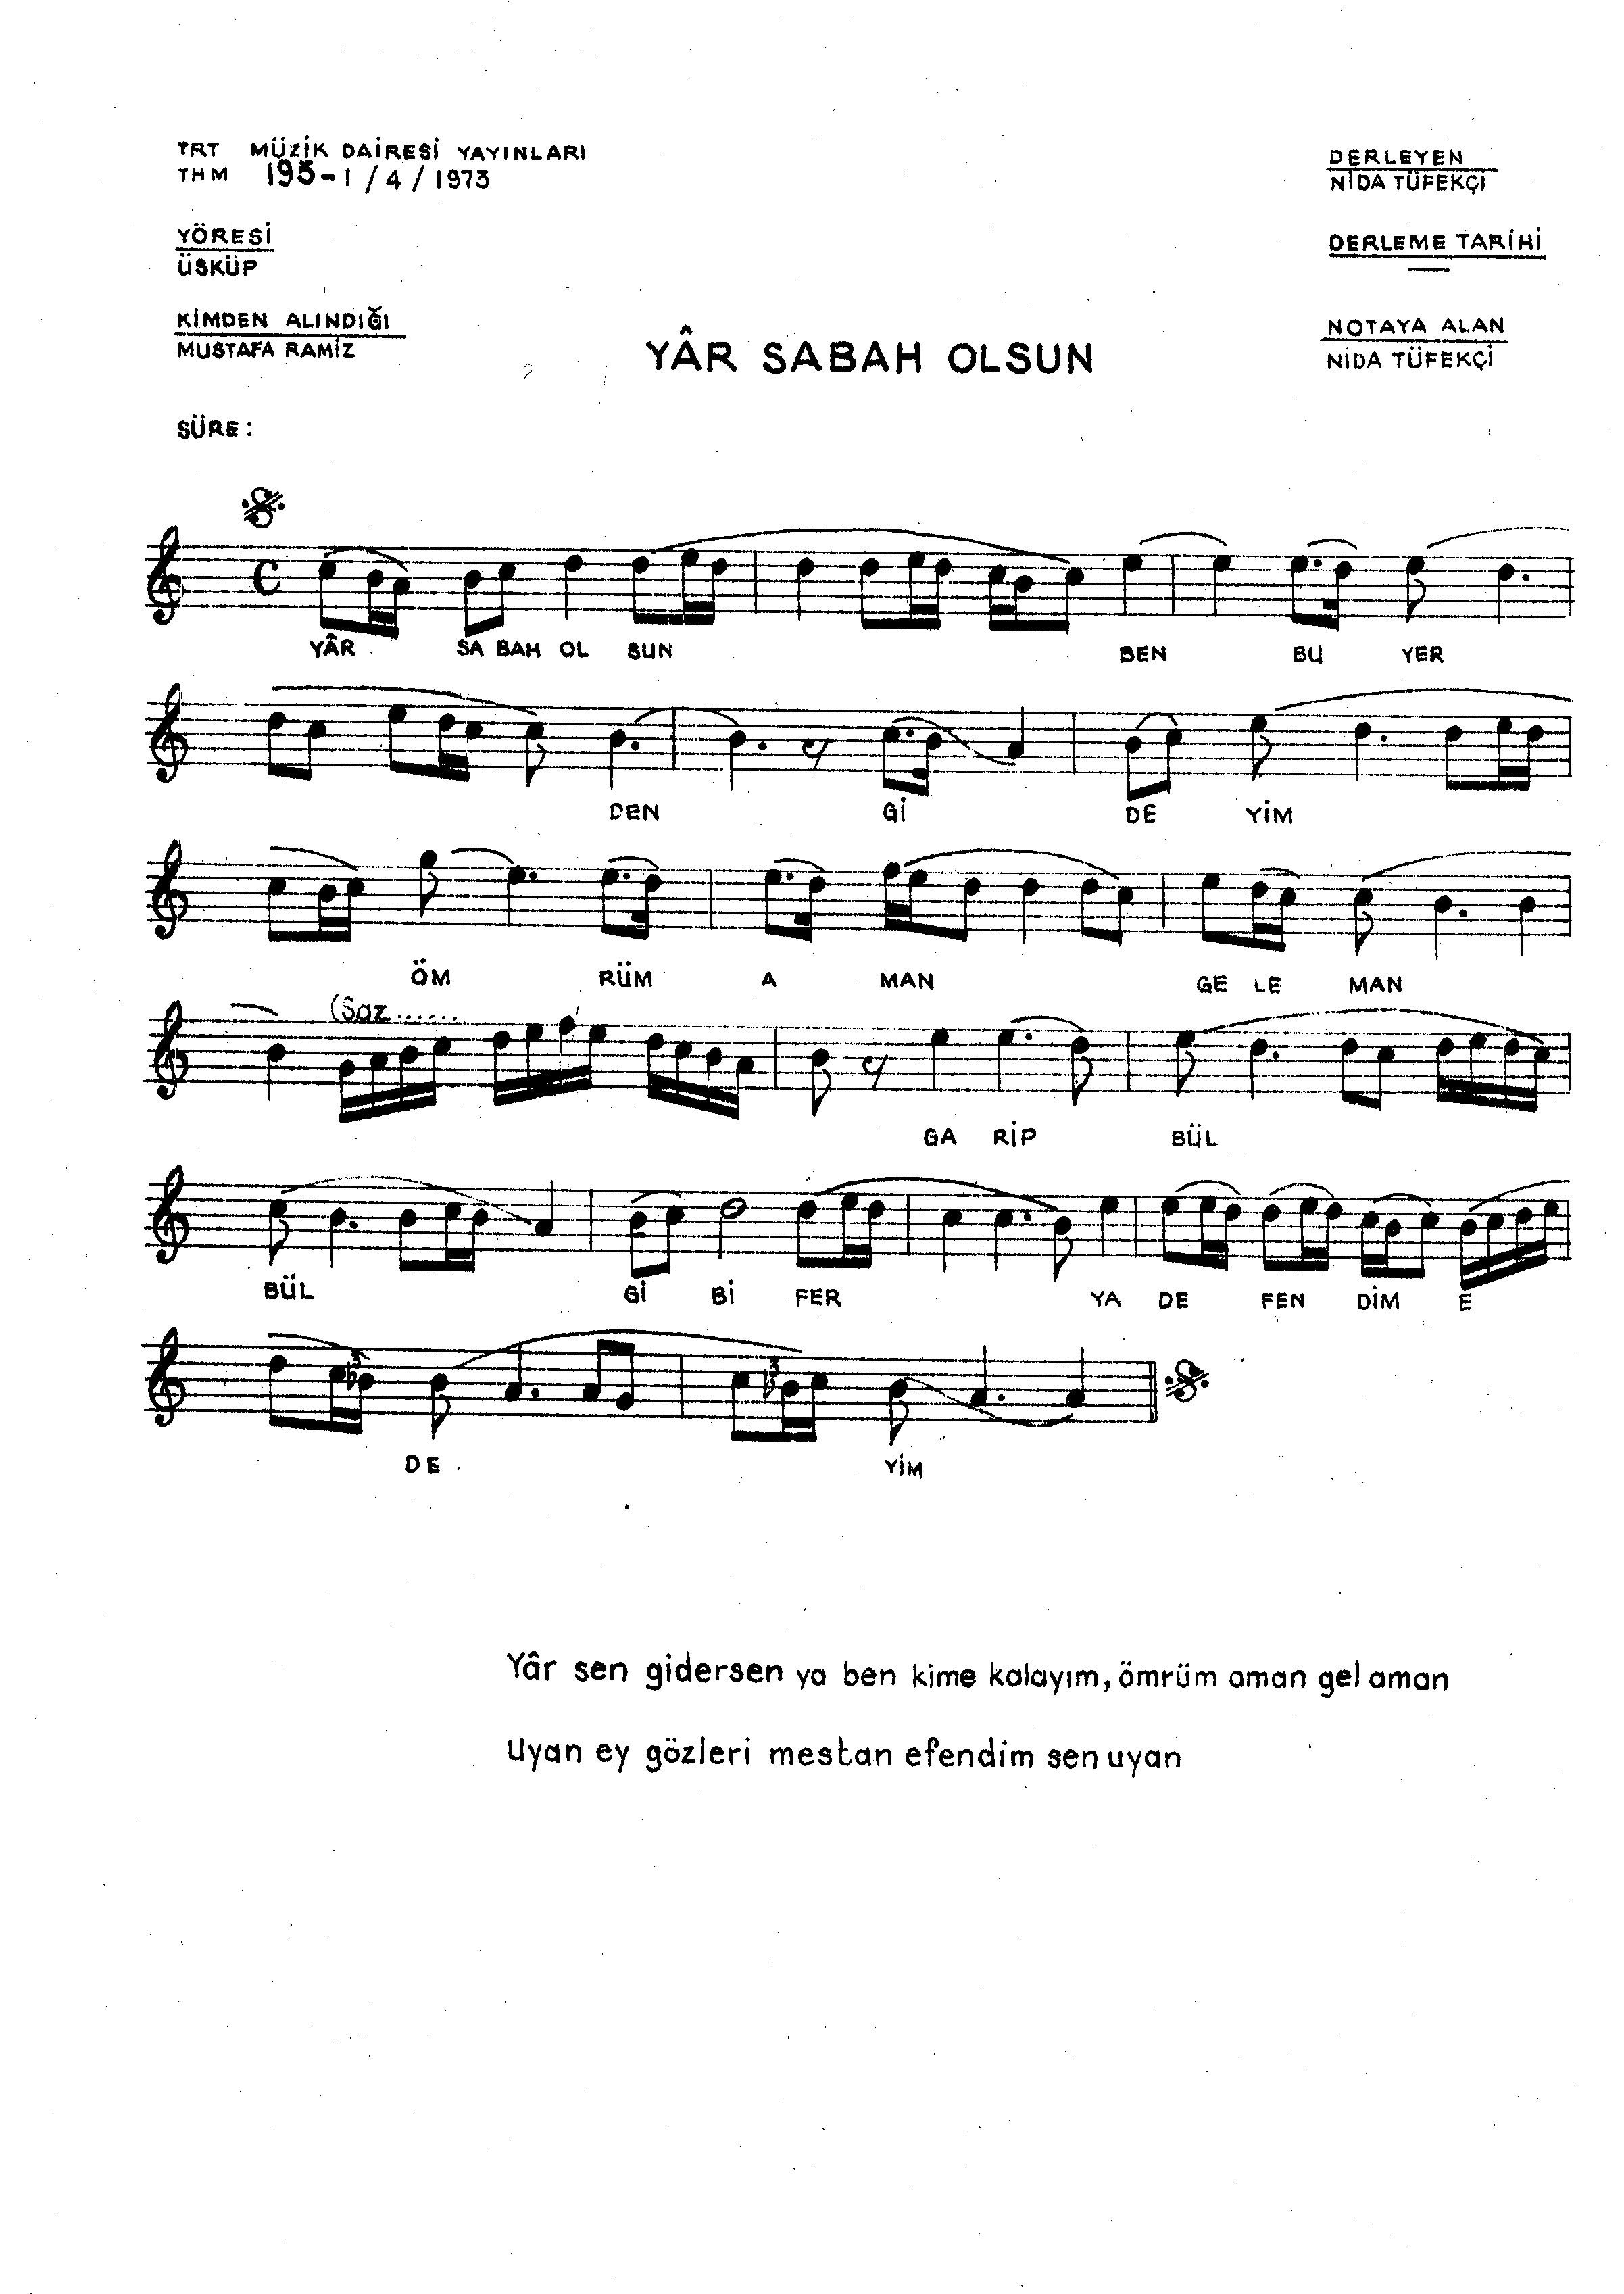 TRT MÜZİK DAİRESİ YAYINLARI
THM 195-1/4/1973
YÖRESİ
ÜSKÜP
KİMDEN ALINDIĞI
MUSTAFA RAMİZ
DERLEYEN
NİDA TÜFEKÇİ
DERLEME TARİHİ
NOTAYA ALAN
NİDA TÜFEKÇİ
YÂR SABAH OLSUN
SÜRE:
YÂR SA BAH OL SUN BEN BU YER
DEN Gİ DE YİM
ÖM RÜM A MAN GE LE MAN
(Saz......
GA RİP BÜL
BÜL Gİ Bİ FER YA DE FEN DİM E
3 3
DE YİM
Yâr sen gidersen ya ben kime kalayım, ömrüm aman gel aman
Uyan ey gözleri mestan efendim sen uyan